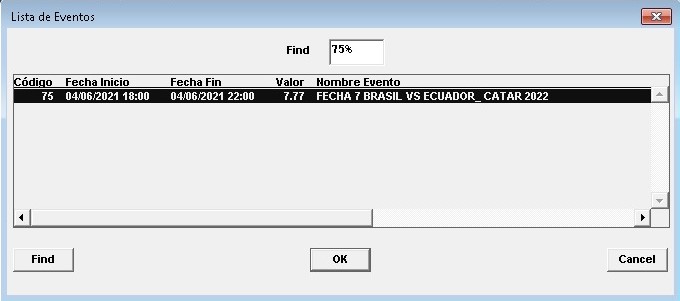 Lista de Eventos
Find 75%
Código Fecha Inicio Fecha Fin Valor Nombre Evento
75 04/06/2021 18:00 04/06/2021 22:00 7.77 FECHA 7 BRASIL VS ECUADOR_ CATAR 2022
Find OK Cancel